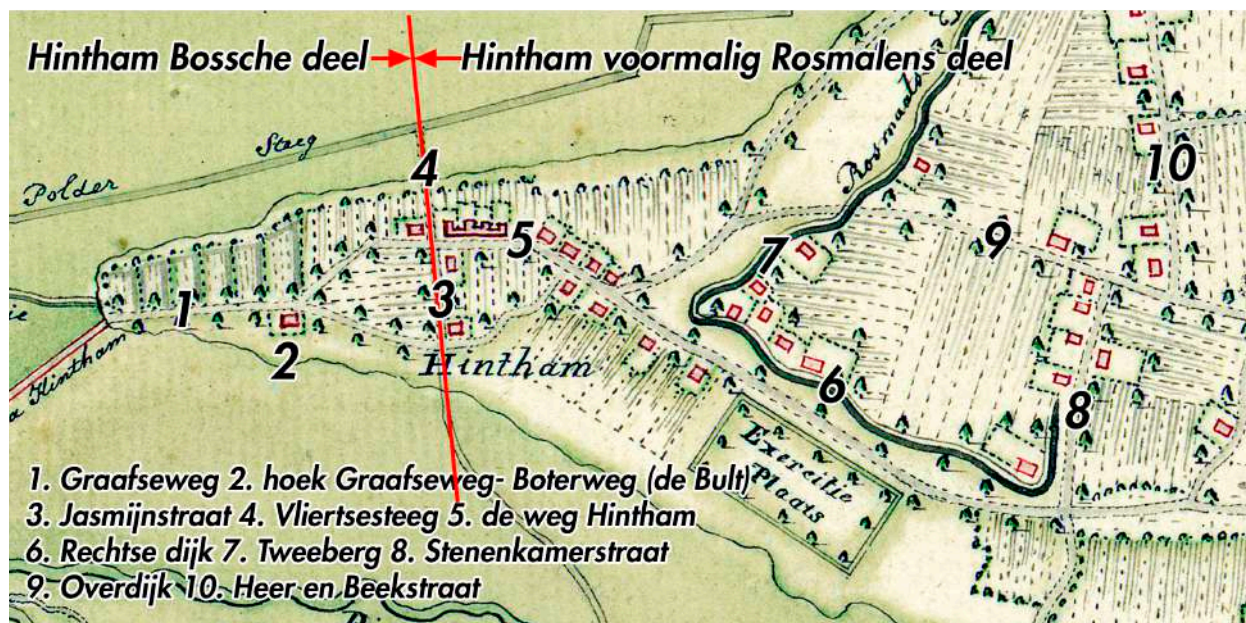 Hintham Bossche deel
Hintham voormalig Rosmalens deel
Steeg
Polder
Rosmaals
4
10
5
7
9
1
3
2
Hintham
a Hintham
6
8
Exercitie
Plaats
1. Graafseweg 2. hoek Graafseweg- Boterweg (de Bult)
3. Jasmijnstraat 4. Vliertsesteeg 5. de weg Hintham
6. Rechtse dijk 7. Tweeberg 8. Stenenkamerstraat
9. Overdijk 10. Heer en Beekstraat